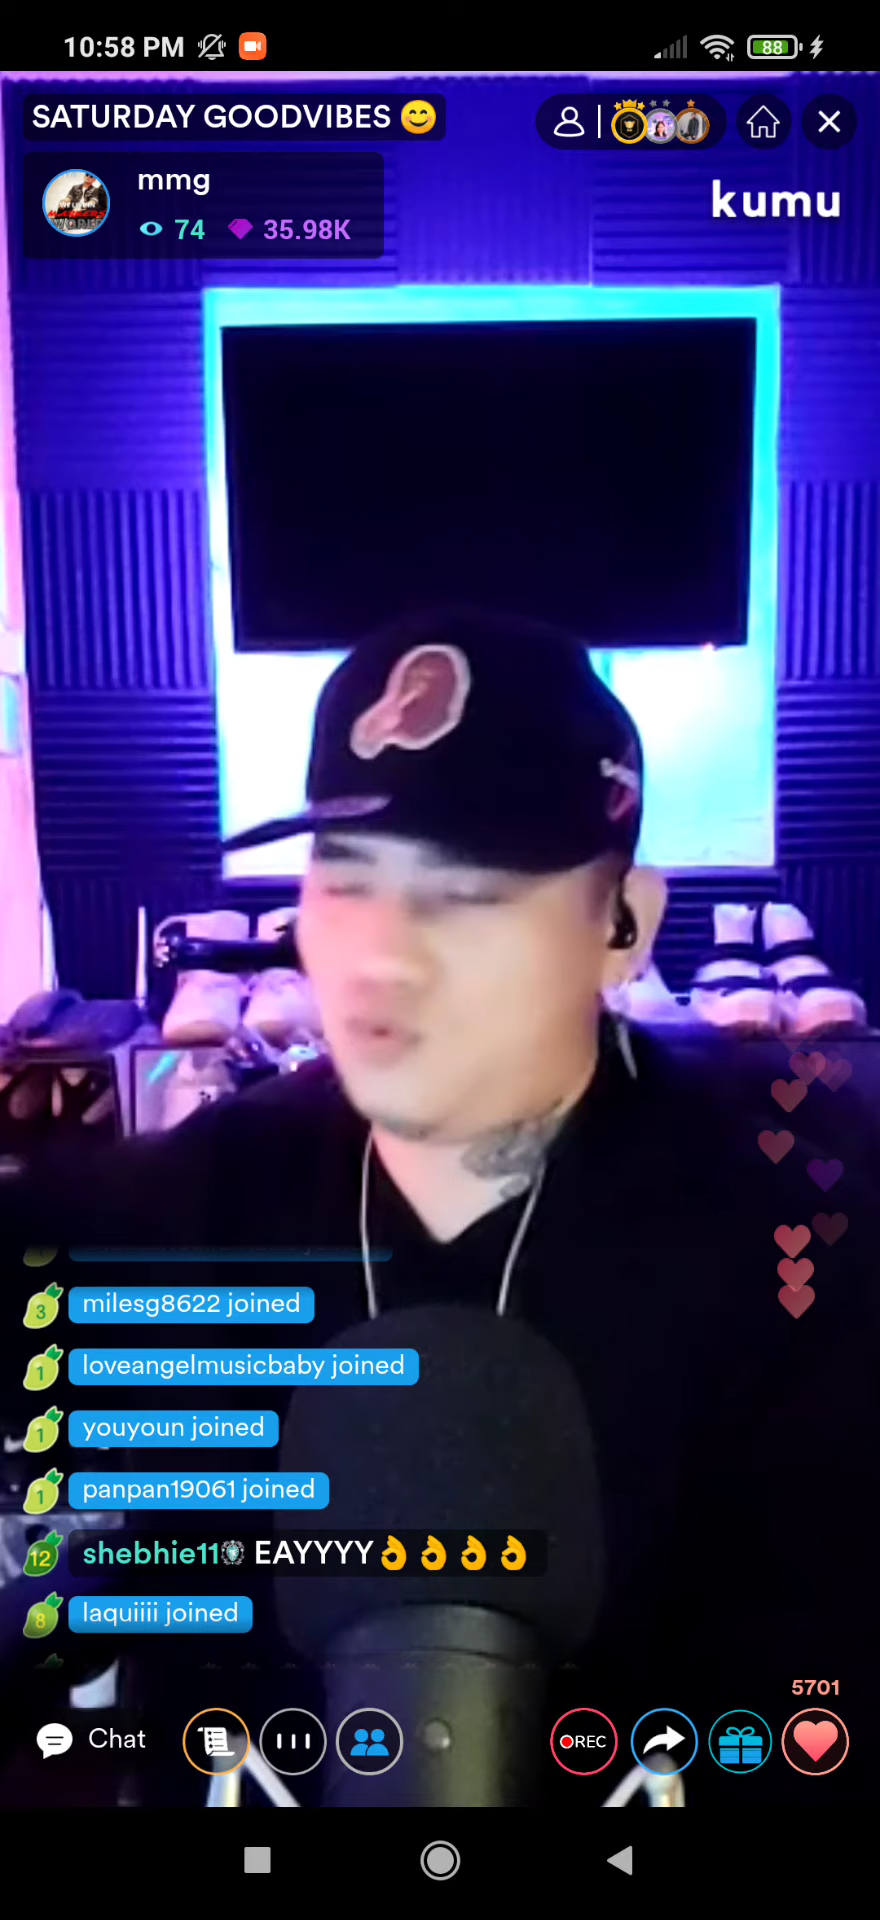 10:58 PM
88
SATURDAY GOODVIBES 😊
mmg
74 35.98K
kumu
3 milesg8622 joined
1 loveangelmusicbaby joined
1 youyoun joined
1 panpan19061 joined
12 shebhie11 EAYYYY👌👌👌👌
8 laquiiii joined
5701
Chat
REC